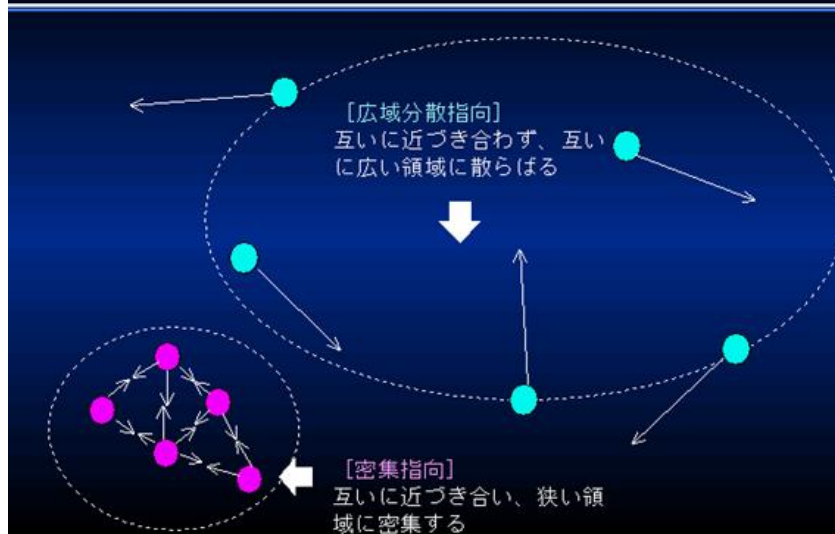 [広域分散指向]
互いに近づき合わず、互い
に広い領域に散らばる
[密集指向]
互いに近づき合い、狭い領
域に密集する